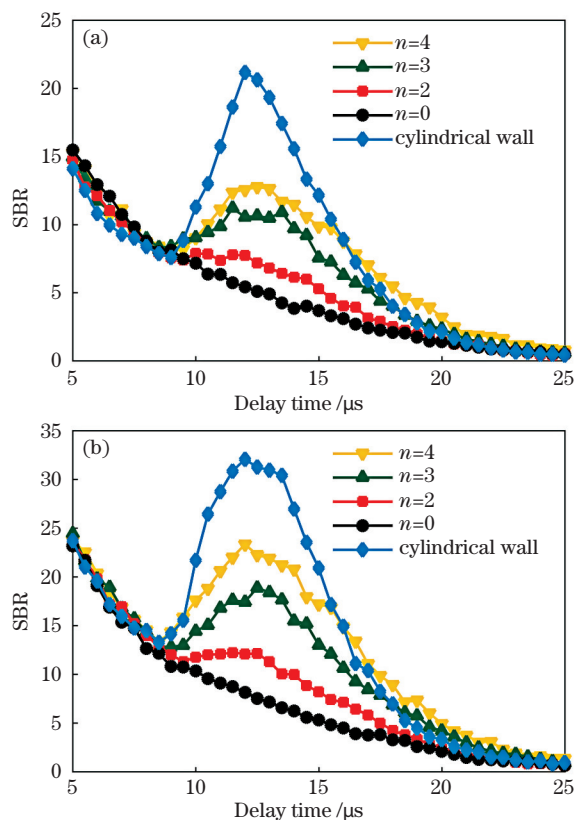 (a)
n=4
n=3
n=2
n=0
cylindrical wall
25
20
15
10
5
0
SBR
5 10 15 20 25
Delay time /μs
(b)
n=4
n=3
n=2
n=0
cylindrical wall
35
30
25
20
15
10
5
0
SBR
5 10 15 20 25
Delay time /μs